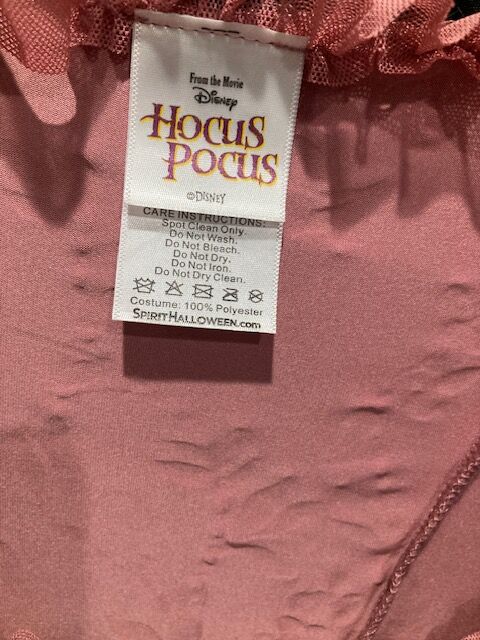 From the Movie
Disney
HOCUS
POCUS
©DISNEY
CARE INSTRUCTIONS:
Spot Clean Only.
Do Not Wash.
Do Not Bleach.
Do Not Dry.
Do Not Iron.
Do Not Dry Clean.
Costume: 100% Polyester
SPIRITHALLOWEEN.com